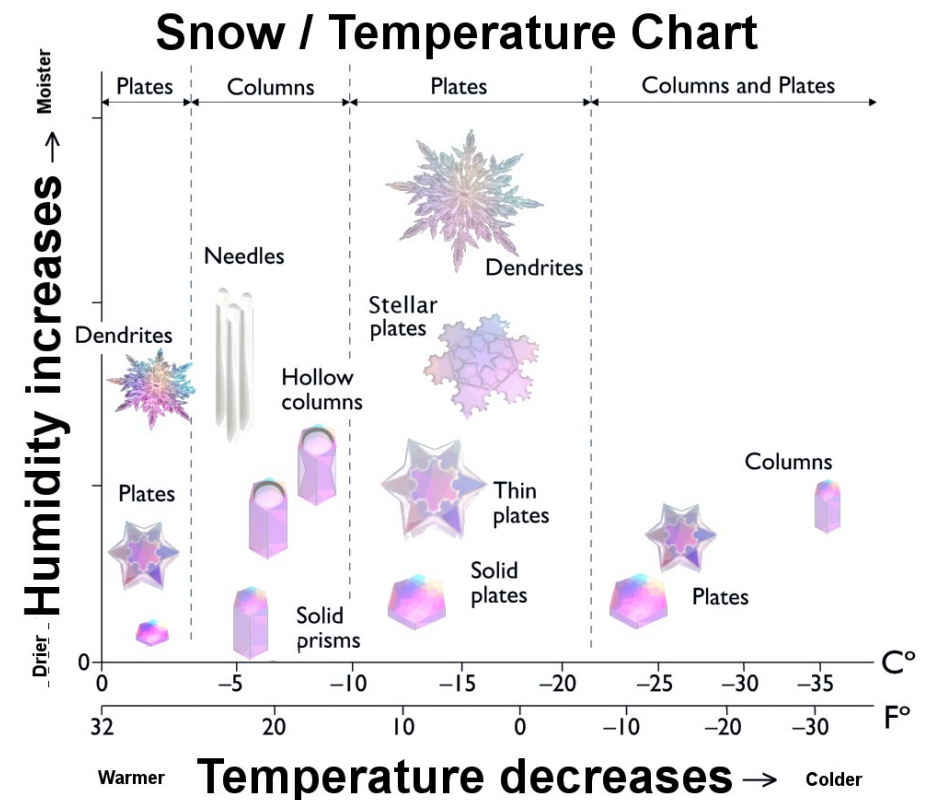 Snow / Temperature Chart
Moister
Humidity increases
Drier
Plates
Columns
Plates
Columns and Plates
Dendrites
Needles
Stellar
plates
Dendrites
Hollow
columns
Plates
Thin
plates
Columns
Solid
prisms
Solid
plates
Plates
0
0 –5 –10 –15 –20 –25 –30 –35 Cº
32 20 10 0 –10 –20 –30 Fº
Warmer Temperature decreases Colder